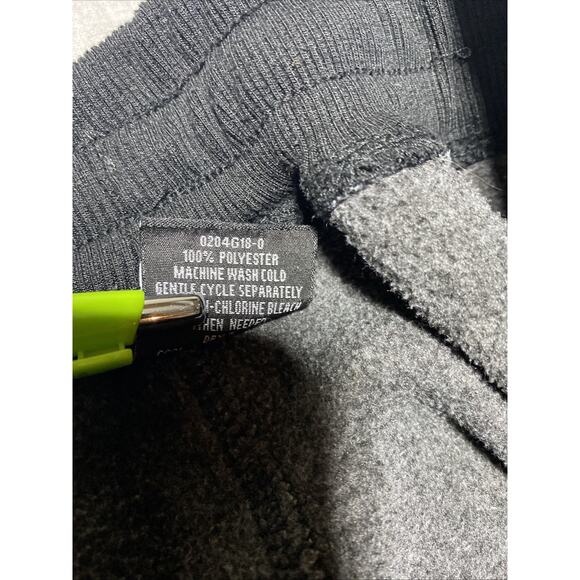 0204G18-0
100% POLYESTER
MACHINE WASH COLD
GENTLE CYCLE SEPARATELY
-CHLORINE BLEACH
WHEN NEEDED